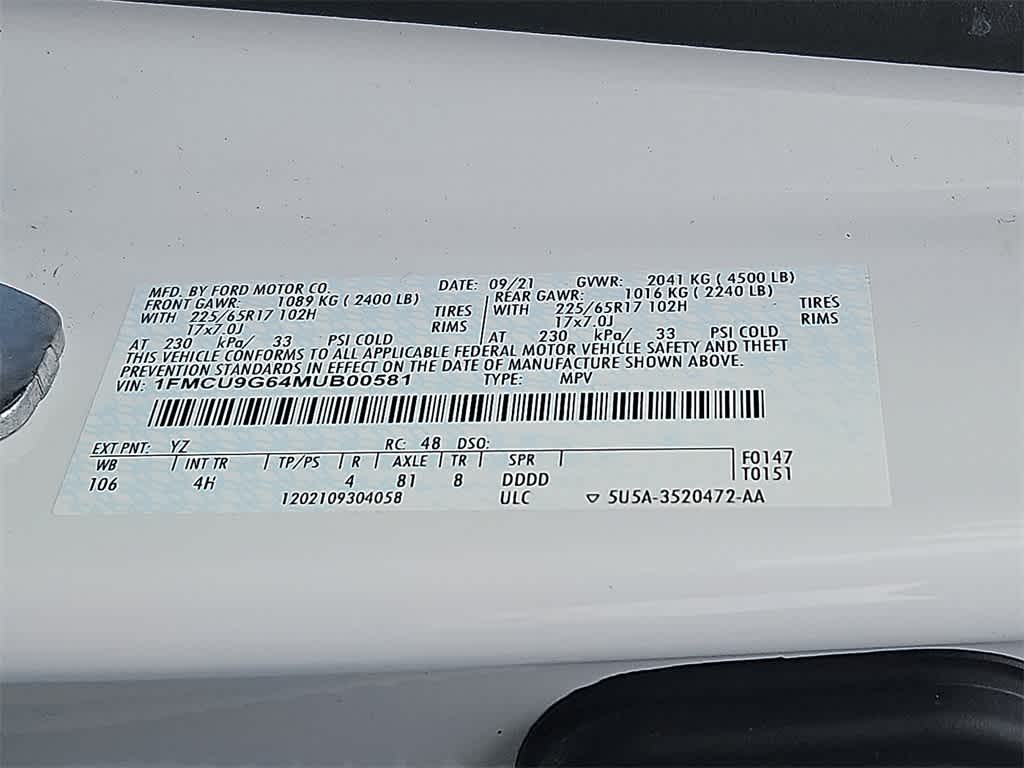 MFD. BY FORD MOTOR CO. DATE: 09/21 GVWR: 2041 KG ( 4500 LB)
FRONT GAWR: 1089 KG ( 2400 LB) REAR GAWR: 1016 KG ( 2240 LB)
WITH 225/65R17 102H TIRES WITH 225/65R17 102H TIRES
17x7.0J RIMS 17x7.0J RIMS
AT 230 kPa/ 33 PSI COLD AT 230 kPa/ 33 PSI COLD
THIS VEHICLE CONFORMS TO ALL APPLICABLE FEDERAL MOTOR VEHICLE SAFETY AND THEFT
PREVENTION STANDARDS IN EFFECT ON THE DATE OF MANUFACTURE SHOWN ABOVE.
VIN: 1FMCU9G64MUB00581 TYPE: MPV
EXT PNT: YZ RC: 48 DSO:
WB INT TR TP/PS R AXLE TR SPR F0147
106 4H 4 81 8 DDDD T0151
1202109304058 ULC ▽ 5U5A-3520472-AA